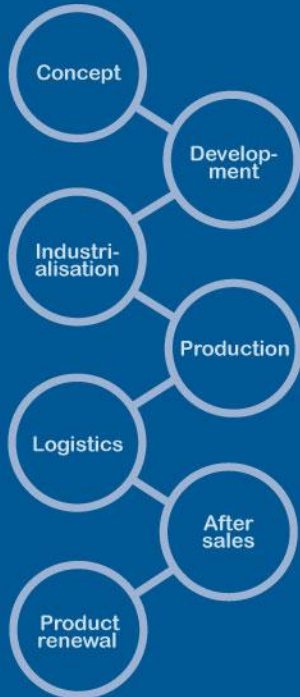 Concept
Develop-
ment
Industri-
alisation
Production
Logistics
After
sales
Product
renewal